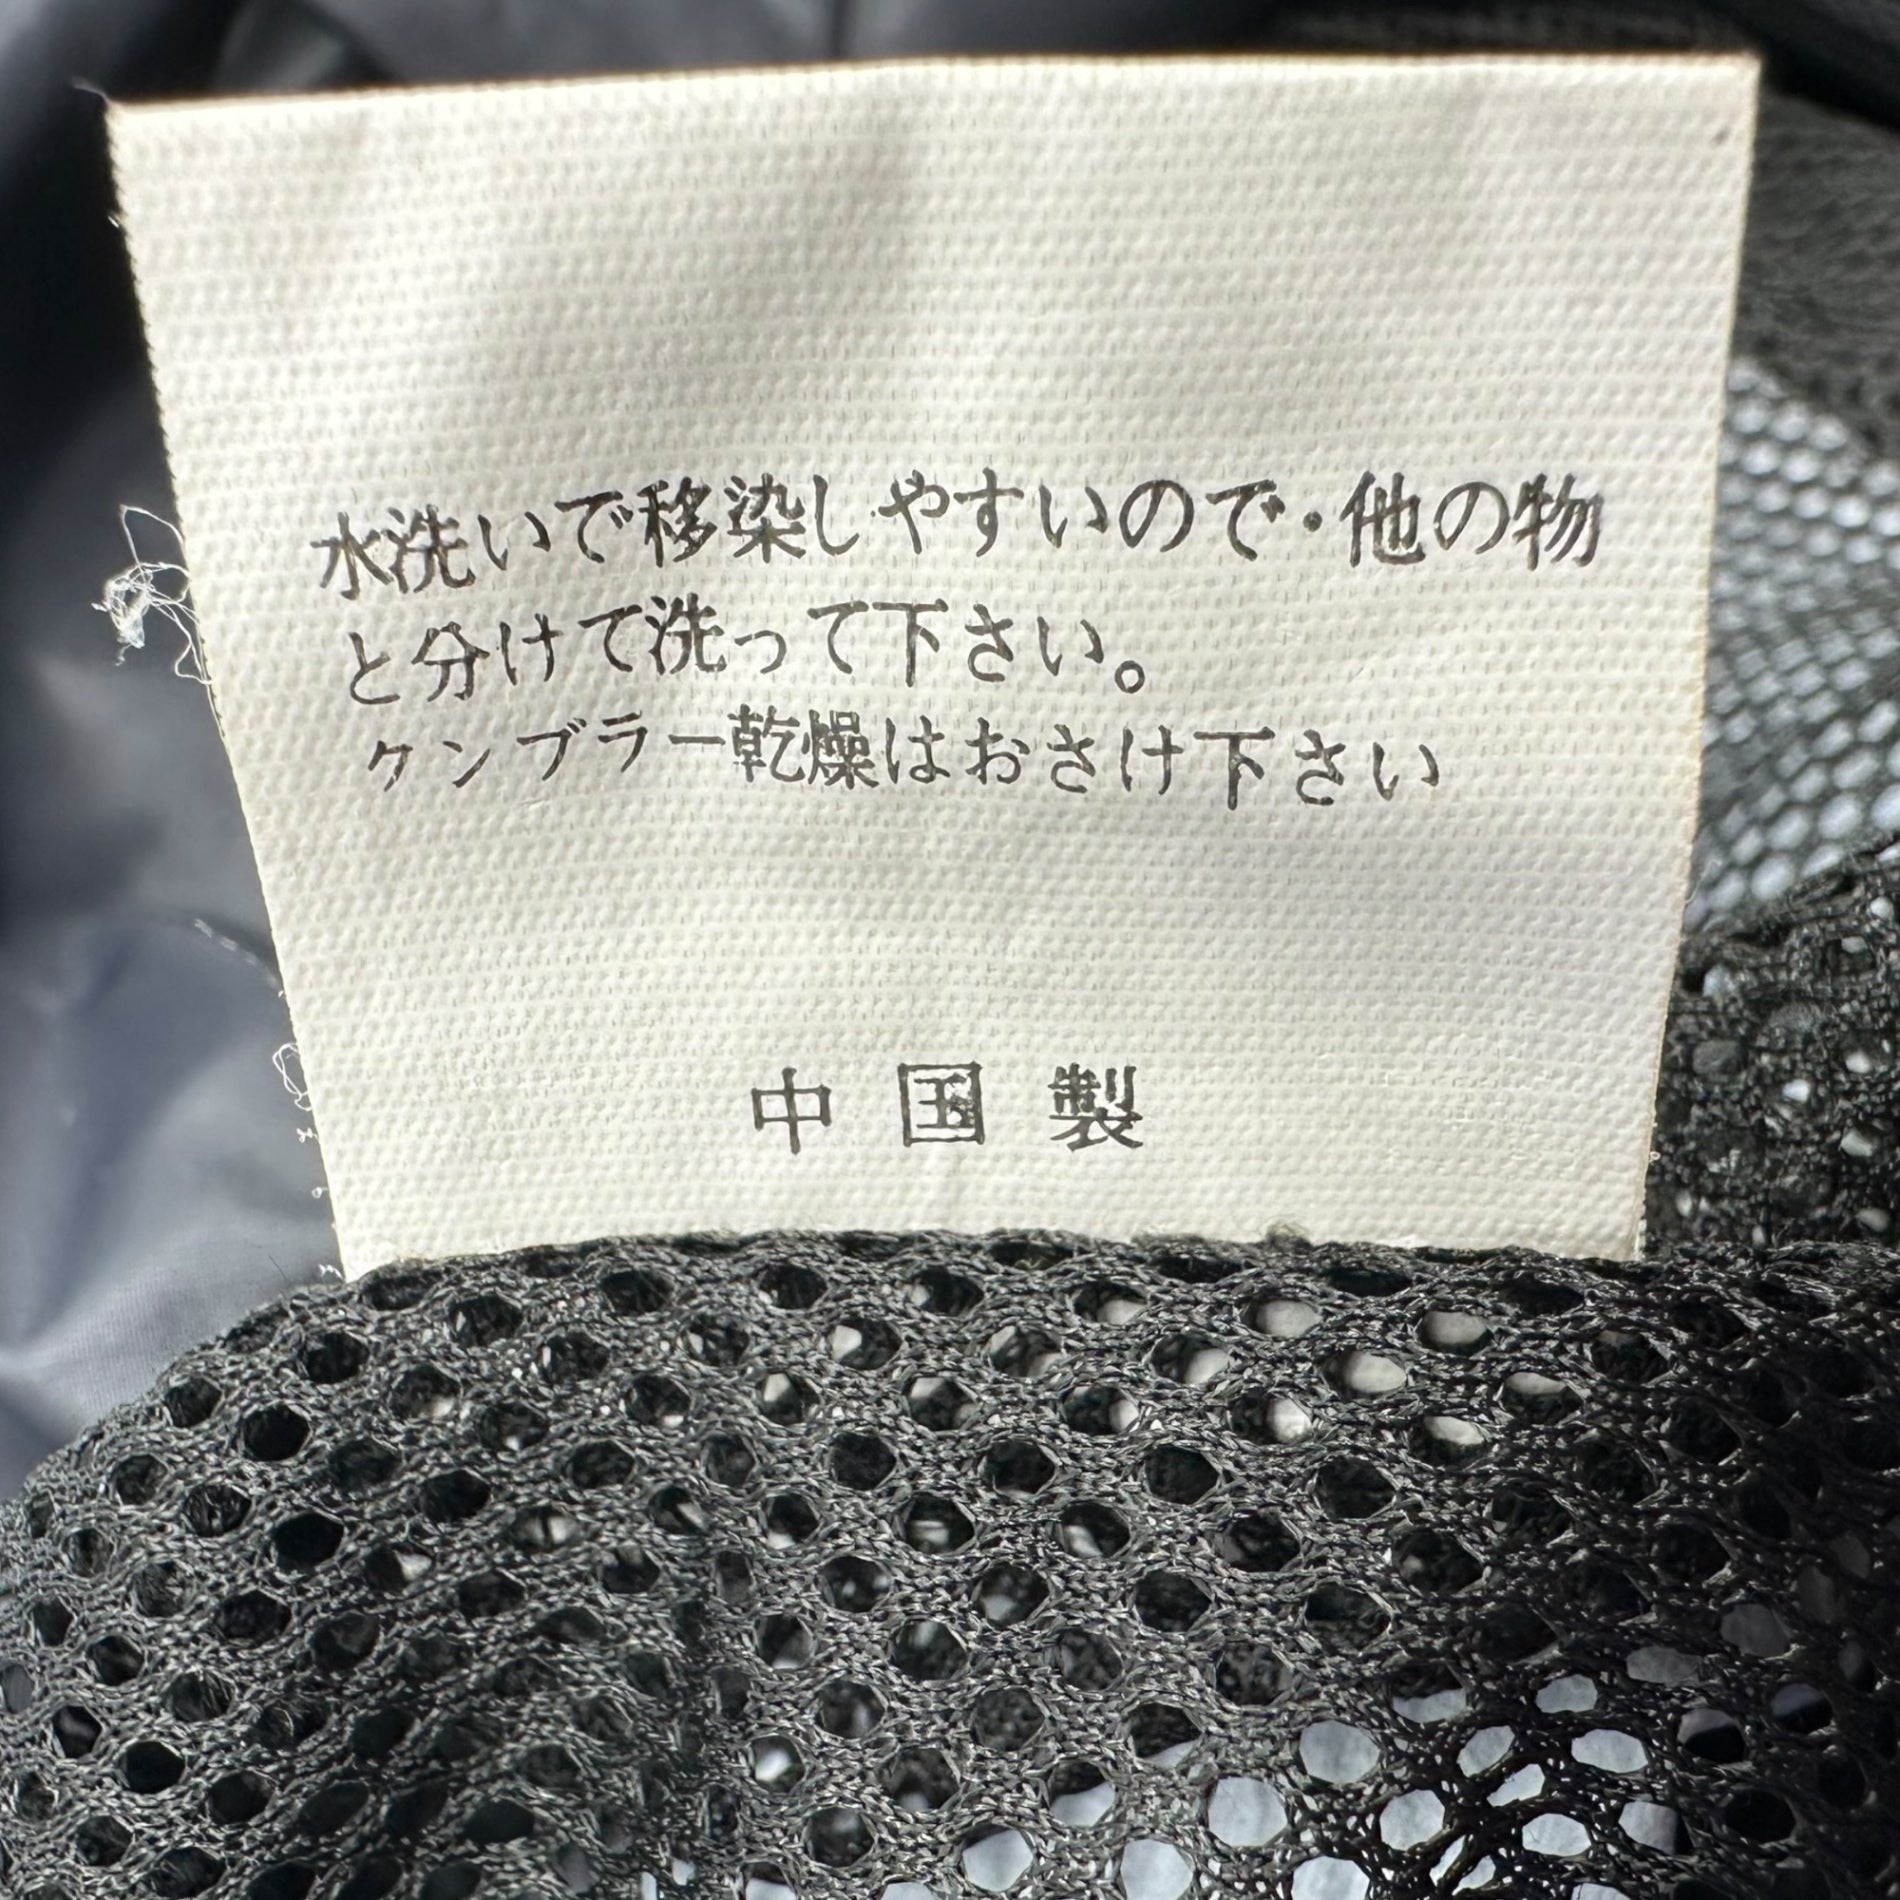 水洗いで移染しやすいので・他の物
と分けて洗って下さい。
タンブラー乾燥はおさけ下さい
中国製